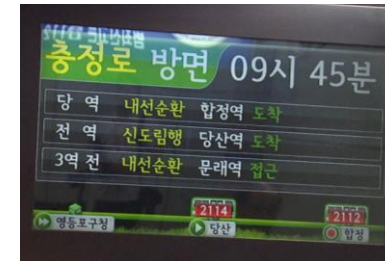 충정로 방면 09시 45분
당 역 내선순환 합정역 도착
전 역 신도림행 당산역 도착
3역 전 내선순환 문래역 접근
2114 2112
영등포구청 당산 합정